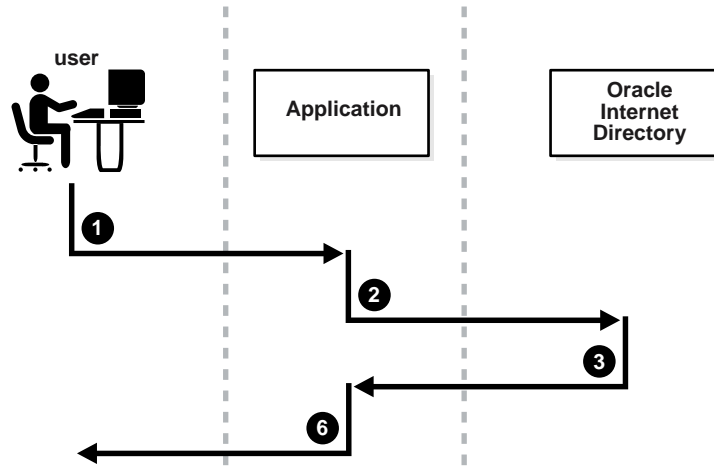 user
Application
Oracle
Internet
Directory
1
2
3
6